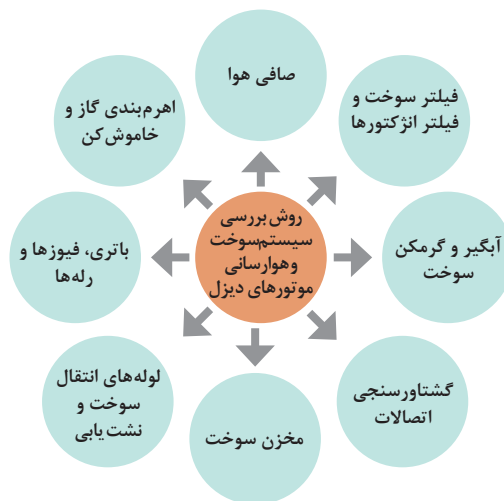 صافی هوا
فیلتر سوخت و
فیلتر انژکتورها
آبگیر و گرمکن
سوخت
گشتاورسنجی
اتصالات
مخزن سوخت
لوله‌های انتقال
سوخت و
نشت‌یابی
باتری، فیوزها و
رله‌ها
اهرم‌بندی گاز و
خاموش‌کن
روش بررسی
سیستم‌سوخت
و هوارسانی
موتورهای دیزل